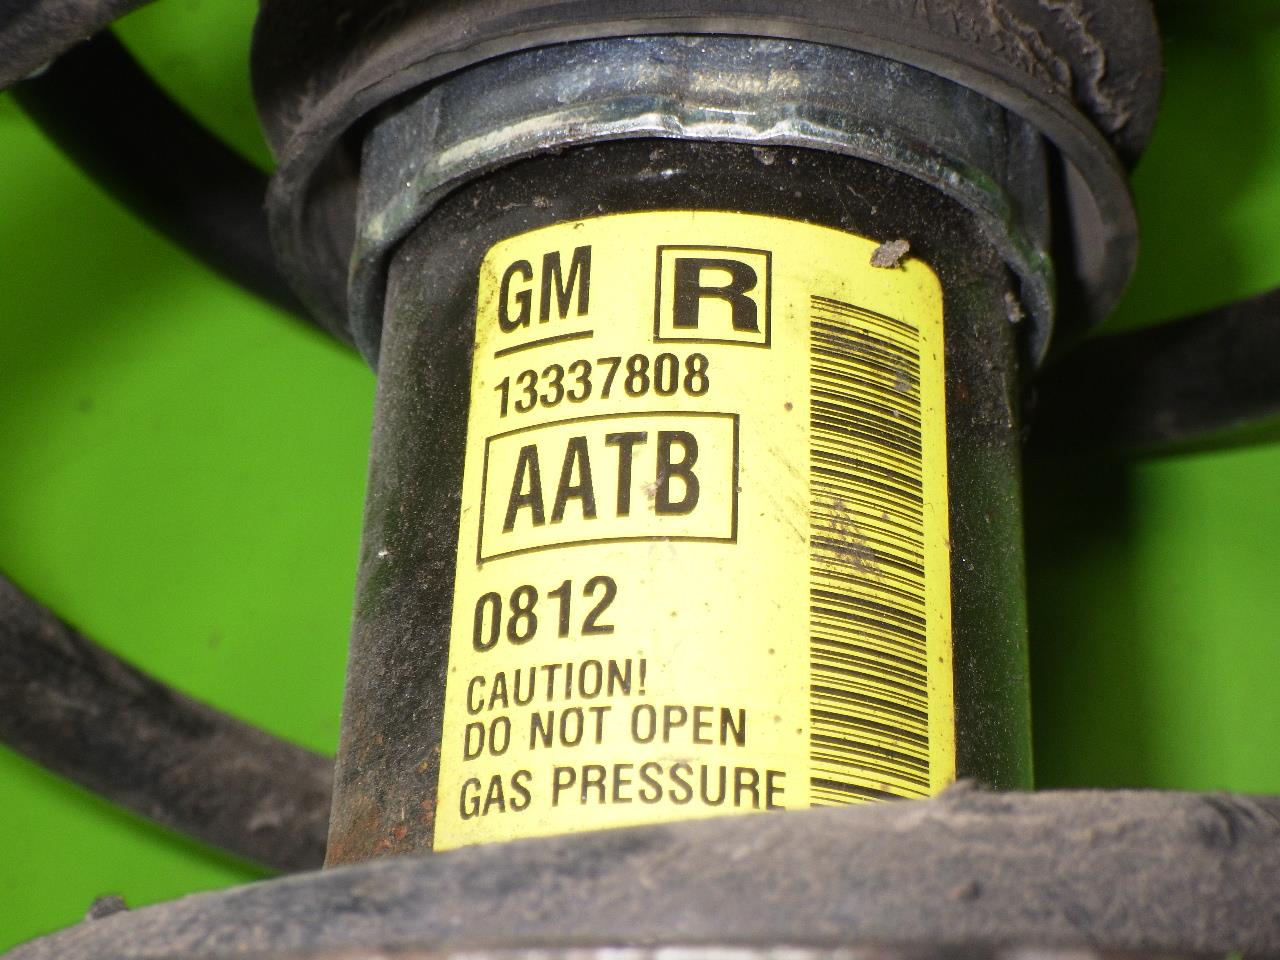 GM R
13337808
AATB
0812
CAUTION!
DO NOT OPEN
GAS PRESSURE